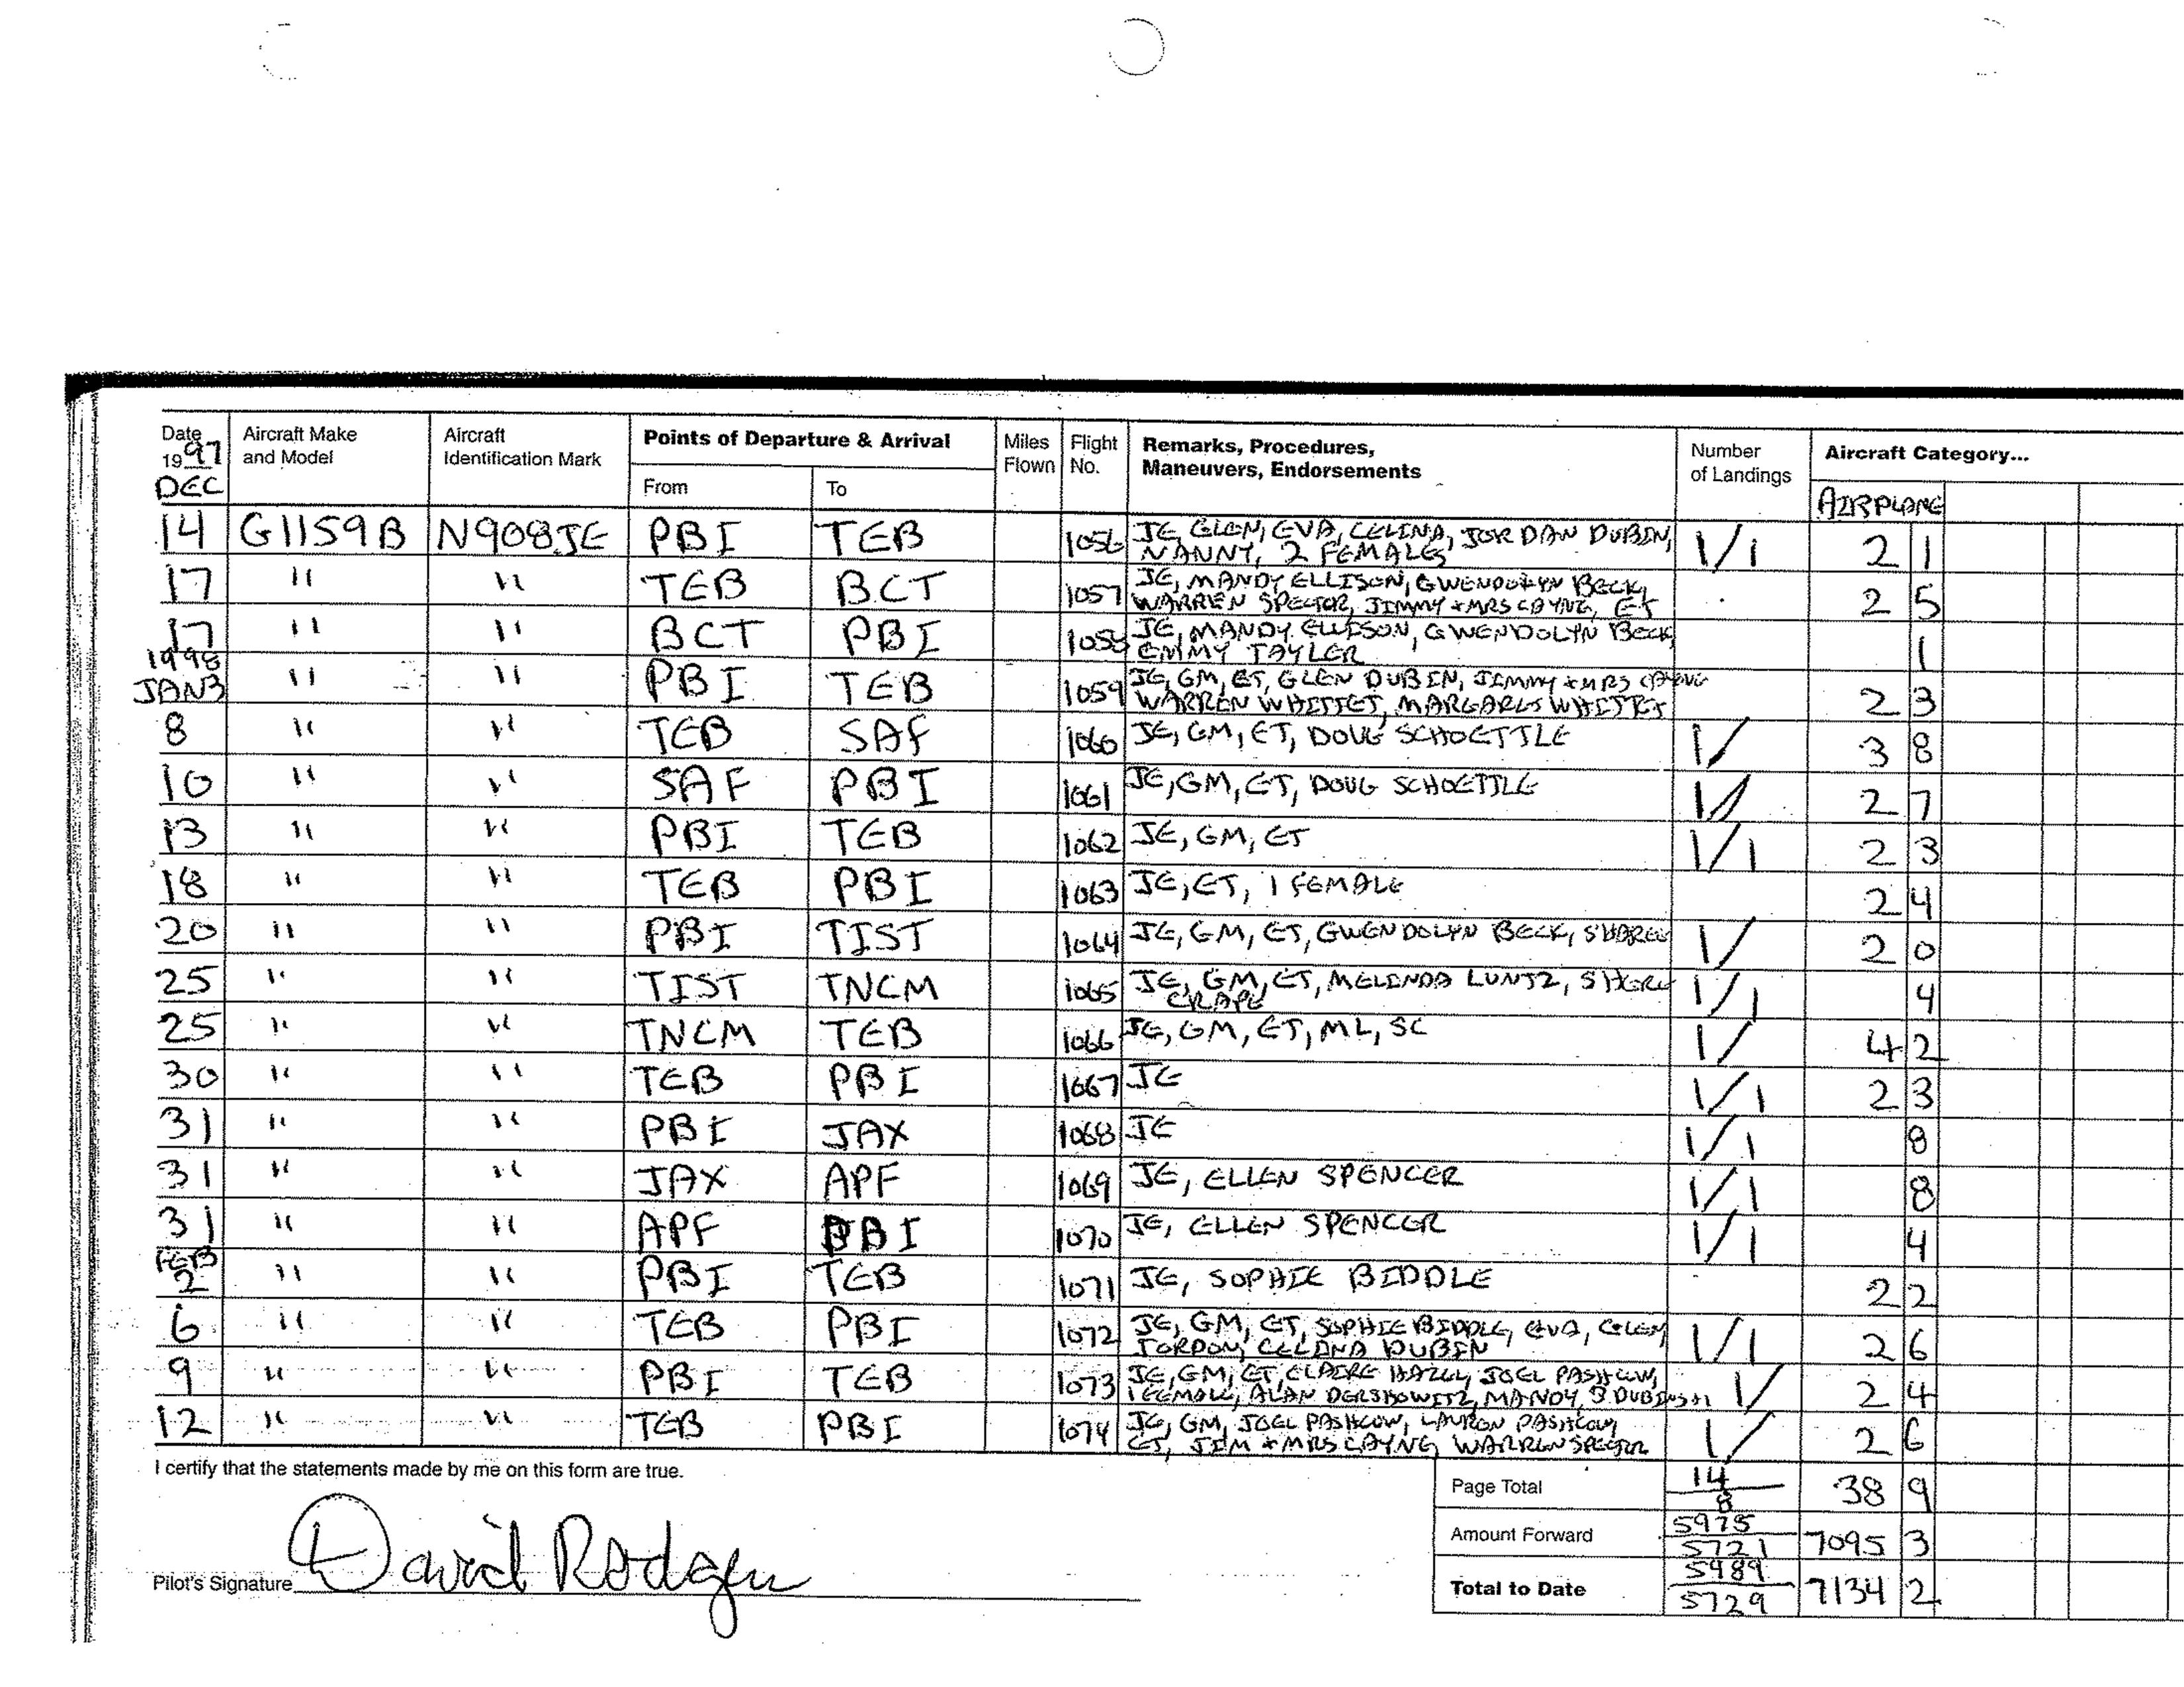 Date 1997 DEC Aircraft Make and Model Aircraft Identification Mark Points of Departure & Arrival From To Miles Flown Flight No. Remarks, Procedures, Maneuvers, Endorsements Number of Landings Aircraft Category... AIRPLANE
14 G1159B N908JE PBI TEB 1056 JE, GLEN, EVA, CELINA, JORDAN DUBIN, 1/1 2 1
NANNY, 2 FEMALES
17 " " TEB BCT 1057 JE, MANDY ELLISON, GWENDOLYN BECK, 2 5
WARREN SPECTOR, JIMMY + MRS CAYNE, ET
17 " " BCT PBI 1058 JE, MANDY ELLISON, GWENDOLYN BECK, 1
EMMY TAYLER
1998
JAN 3 " " PBI TEB 1059 JE, GM, ET, GLEN DUBIN, JIMMY + MRS CAYNE 2 3
WARREN MARGARET
8 " " TEB SAF 1060 JE, GM, ET, DOUG SCHOETTLE 1/ 3 8
10 " " SAF PBI 1061 JE, GM, ET, DOUG SCHOETTLE 1/ 2 7
13 " " PBI TEB 1062 JE, GM, ET 1/1 2 3
18 " " TEB PBI 1063 JE, ET, 1 FEMALE 2 4
20 " " PBI TIST 1064 JE, GM, ET, GWENDOLYN BECK, 1/ 2 0
25 " " TIST TNCM 1065 JE, GM, ET, MELINDA LUNTZ, 1/1 4
25 " " TNCM TEB 1066 JE, GM, ET, ML, SC 1/ 4 2
30 " " TEB PBI 1067 JE 1/1 2 3
31 " " PBI JAX 1068 JE 1/1 8
31 " " JAX APF 1069 JE, ELLEN SPENCER 1/1 8
31 " " APF PBI 1070 JE, ELLEN SPENCER 1/1 4
FEB
2 " " PBI TEB 1071 JE, SOPHIE BIDDLE 2 2
6 " " TEB PBI 1072 JE, GM, ET, SOPHIE BIDDLE, EVA, GLEN, 1/1 2 6
JORDON, CELINA DUBIN
9 " " PBI TEB 1073 JE, GM, ET, CLAIRE HAZEL, JOEL PASHCOW, 1/ 2 4
1 FEMALE, ALAN DERSHOWITZ, MANDY, 3 DUBINS +1
12 " " TEB PBI 1074 JE, GM, JOEL PASHCOW, LAUREN PASHCOW, 1/ 2 6
ET, JIM + MRS CAYNE, WARREN SPECTOR
I certify that the statements made by me on this form are true.
Page Total 14 8 38 9
Amount Forward 5975 5721 7095 3
Total to Date 5989 5729 7134 2
Pilot's Signature David Rodgers